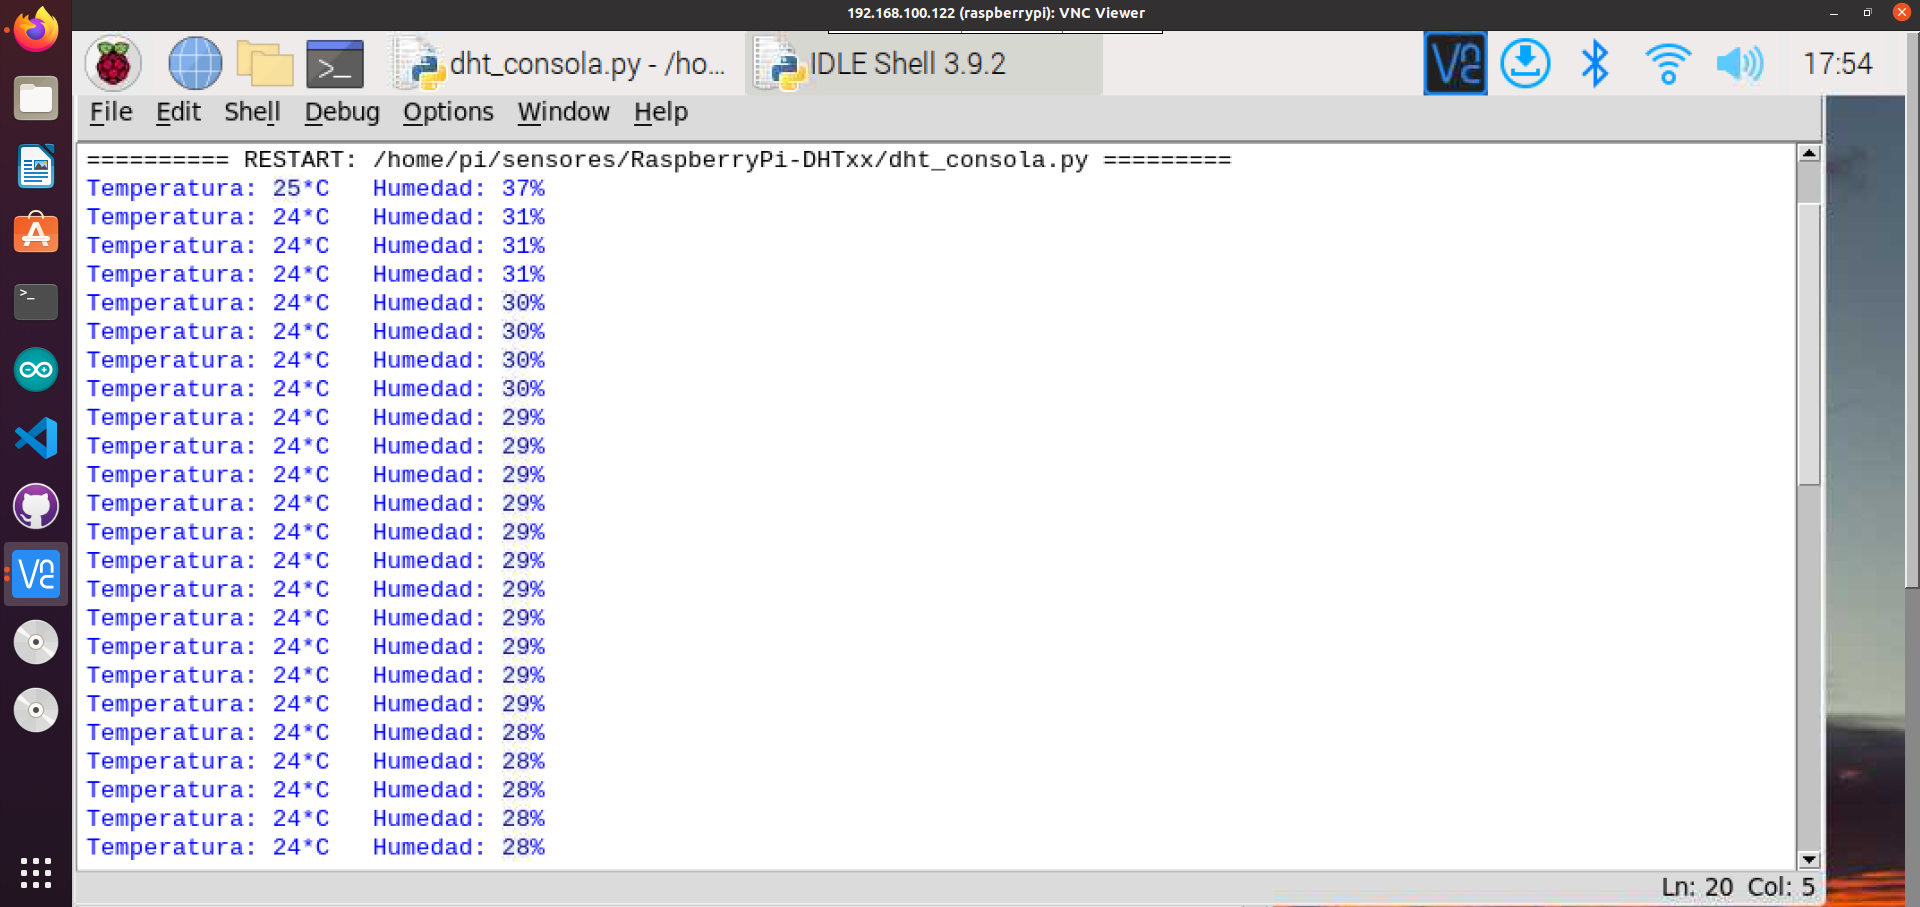 192.168.100.122 (raspberrypi): VNC Viewer
dht_consola.py - /ho...
IDLE Shell 3.9.2
17:54
File Edit Shell Debug Options Window Help
========== RESTART: /home/pi/sensores/RaspberryPi-DHTxx/dht_consola.py =========
Temperatura: 25*C   Humedad: 37%
Temperatura: 24*C   Humedad: 31%
Temperatura: 24*C   Humedad: 31%
Temperatura: 24*C   Humedad: 31%
Temperatura: 24*C   Humedad: 30%
Temperatura: 24*C   Humedad: 30%
Temperatura: 24*C   Humedad: 30%
Temperatura: 24*C   Humedad: 30%
Temperatura: 24*C   Humedad: 29%
Temperatura: 24*C   Humedad: 29%
Temperatura: 24*C   Humedad: 29%
Temperatura: 24*C   Humedad: 29%
Temperatura: 24*C   Humedad: 29%
Temperatura: 24*C   Humedad: 29%
Temperatura: 24*C   Humedad: 29%
Temperatura: 24*C   Humedad: 29%
Temperatura: 24*C   Humedad: 29%
Temperatura: 24*C   Humedad: 29%
Temperatura: 24*C   Humedad: 29%
Temperatura: 24*C   Humedad: 28%
Temperatura: 24*C   Humedad: 28%
Temperatura: 24*C   Humedad: 28%
Temperatura: 24*C   Humedad: 28%
Temperatura: 24*C   Humedad: 28%
Ln: 20 Col: 5